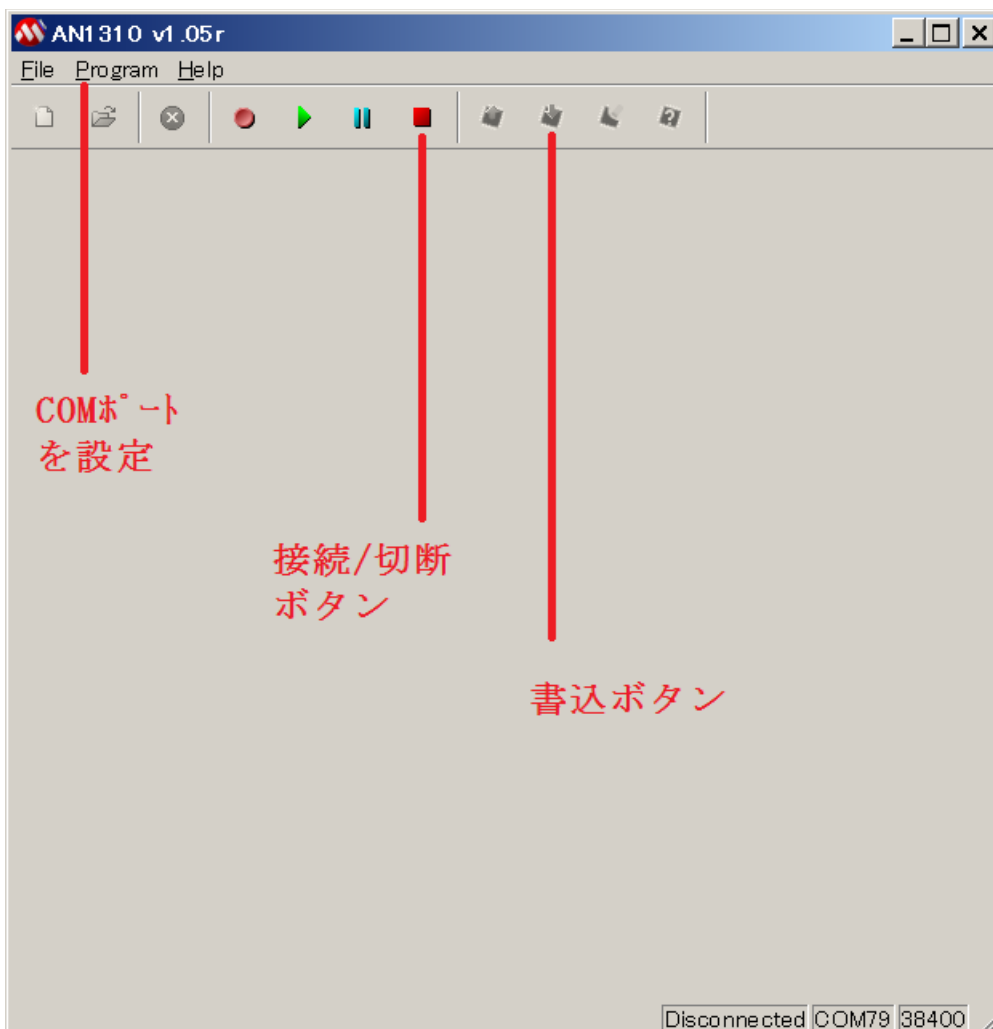 AN1310 v1.05r
File Program Help
COMﾎﾟｰﾄ
を設定
接続/切断
ボタン
書込ボタン
Disconnected COM79 38400